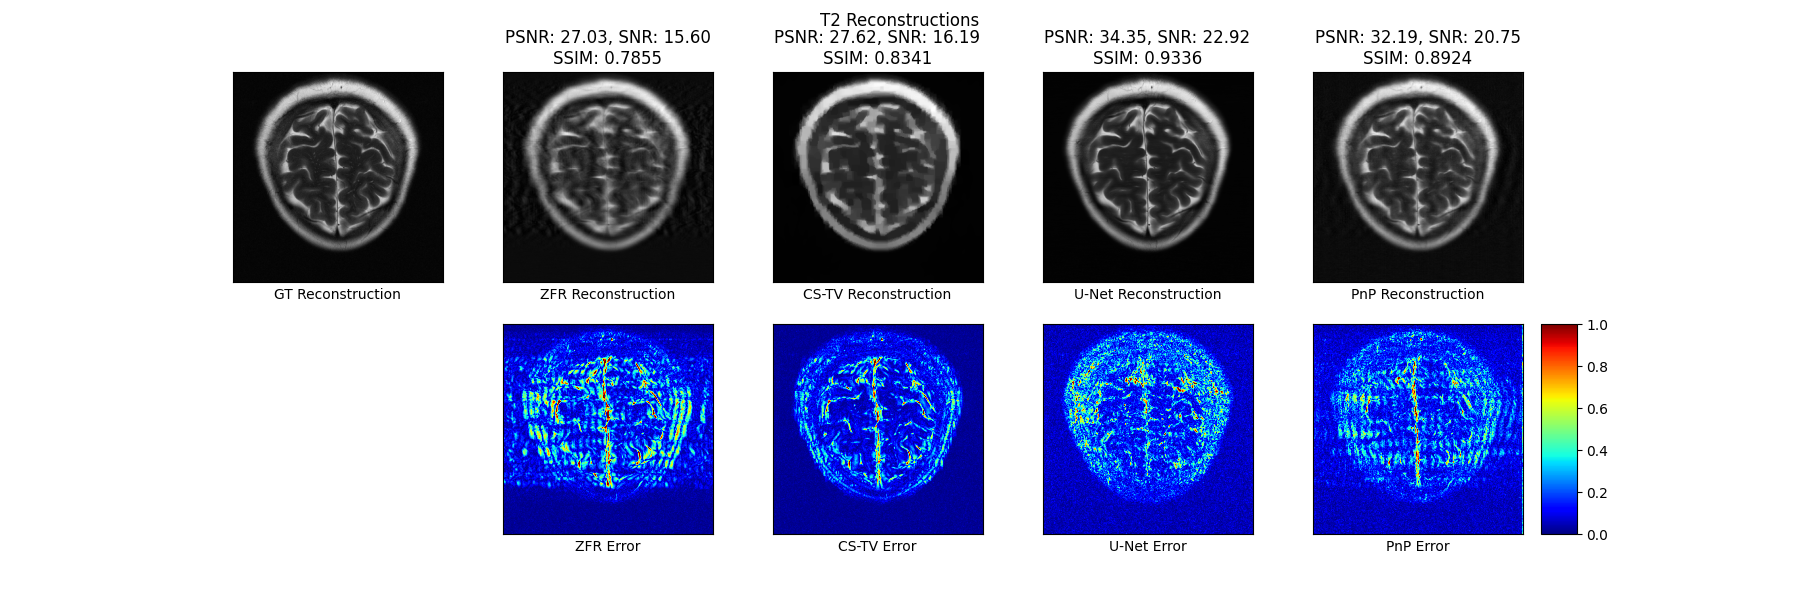 T2 Reconstructions
PSNR: 27.03, SNR: 15.60
SSIM: 0.7855
PSNR: 27.62, SNR: 16.19
SSIM: 0.8341
PSNR: 34.35, SNR: 22.92
SSIM: 0.9336
PSNR: 32.19, SNR: 20.75
SSIM: 0.8924
GT Reconstruction
ZFR Reconstruction
CS-TV Reconstruction
U-Net Reconstruction
PnP Reconstruction
1.0
0.8
0.6
0.4
0.2
0.0
ZFR Error
CS-TV Error
U-Net Error
PnP Error